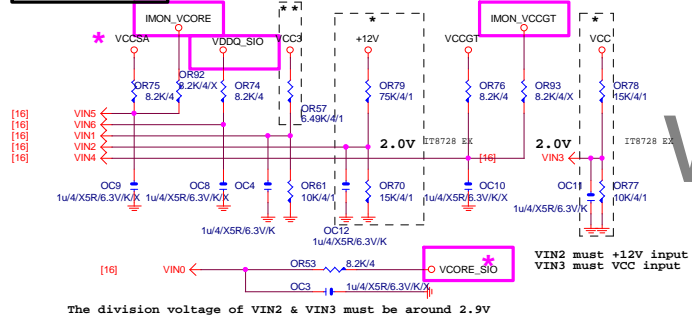 IMON_VCORE
IMON_VCCGT
VCCSA
VDDQ_SIO
* *
VCC3
*
+12V
VCCGT
*
VCC
*
OR75
8.2K/4
OR92
8.2K/4/X
OR74
8.2K/4
OR57
6.49K/4/1
OR79
75K/4/1
OR76
8.2K/4
OR93
8.2K/4/X
OR78
15K/4/1
[16] VIN5
[16] VIN6
[16] VIN1
[16] VIN2
[16] VIN4
2.0V
IT8728 EX
[16]
2.0V
VIN3
IT8728 EX
OC9
1u/4/X5R/6.3V/K
OC8
1u/4/X5R/6.3V/K
OC4
1u/4/X5R/6.3V/K
OR61
10K/4/1
OC12
1u/4/X5R/6.3V/K
OR70
15K/4/1
OC10
1u/4/X5R/6.3V/K
OC11
1u/4/X5R/6.3V/K
OR77
10K/4/1
VIN2 must +12V input
VIN3 must VCC input
[16] VIN0
OR53 8.2K/4
VCORE_SIO
*
OC3 1u/4/X5R/6.3V/K/X
The division voltage of VIN2 & VIN3 must be around 2.9V